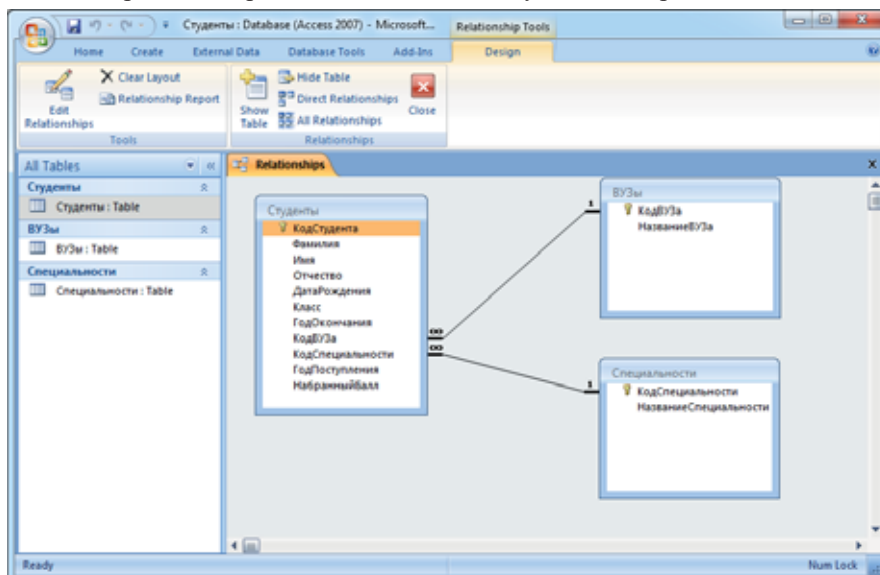 Студенты : Database (Access 2007) - Microsoft...
Relationship Tools
Home Create External Data Database Tools Add-Ins Design
Edit Relationships
Clear Layout
Relationship Report
Tools
Show Table
Hide Table
Direct Relationships
All Relationships
Close
Relationships
All Tables
Студенты
Студенты : Table
ВУЗы
ВУЗы : Table
Специальности
Специальности : Table
Relationships
Студенты
КодСтудента
Фамилия
Имя
Отчество
ДатаРождения
Класс
ГодОкончания
КодВУЗа
КодСпециальности
ГодПоступления
НабранныйБалл
∞
∞
1
ВУЗы
КодВУЗа
НазваниеВУЗа
1
Специальности
КодСпециальности
НазваниеСпециальности
Ready
Num Lock